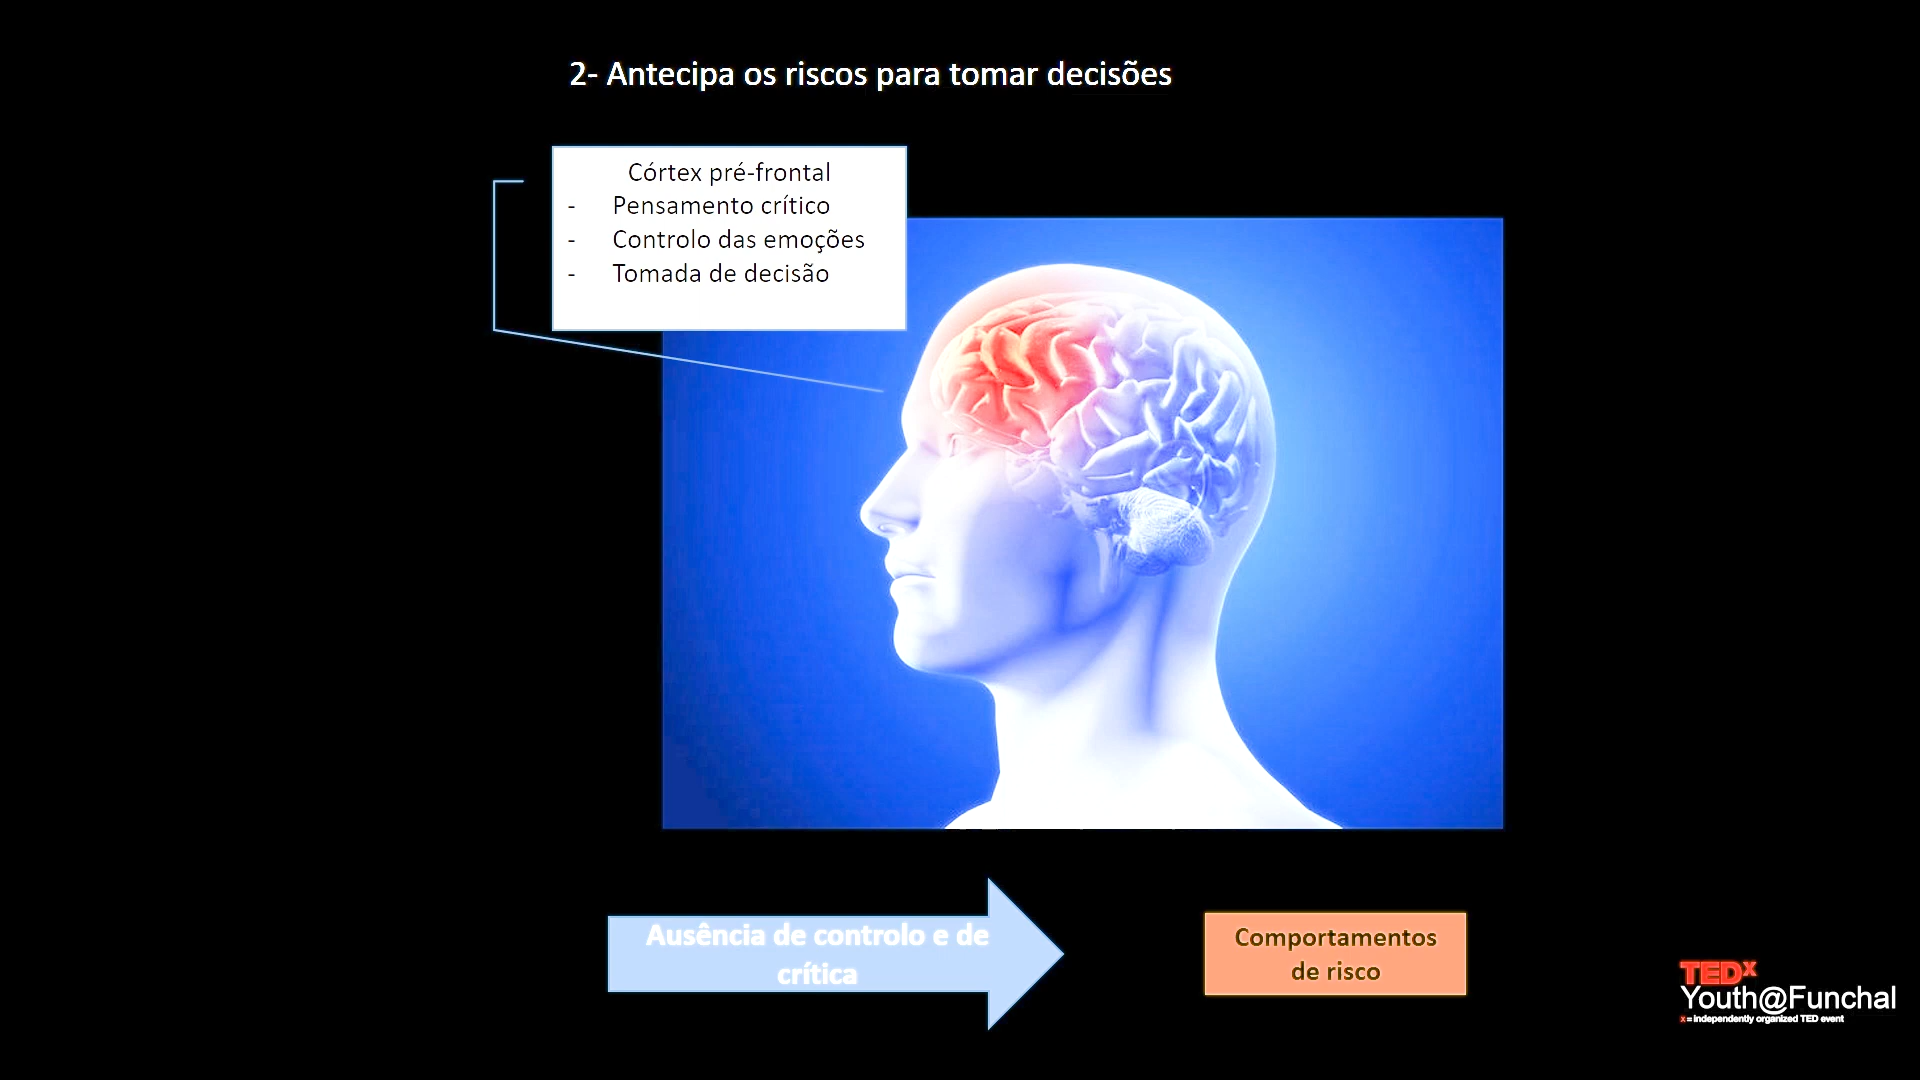 2- Antecipa os riscos para tomar decisões
Córtex pré-frontal
- Pensamento crítico
- Controlo das emoções
- Tomada de decisão
Ausência de controlo e de
crítica
Comportamentos
de risco
TEDx
Youth@Funchal
x = independently organized TED event